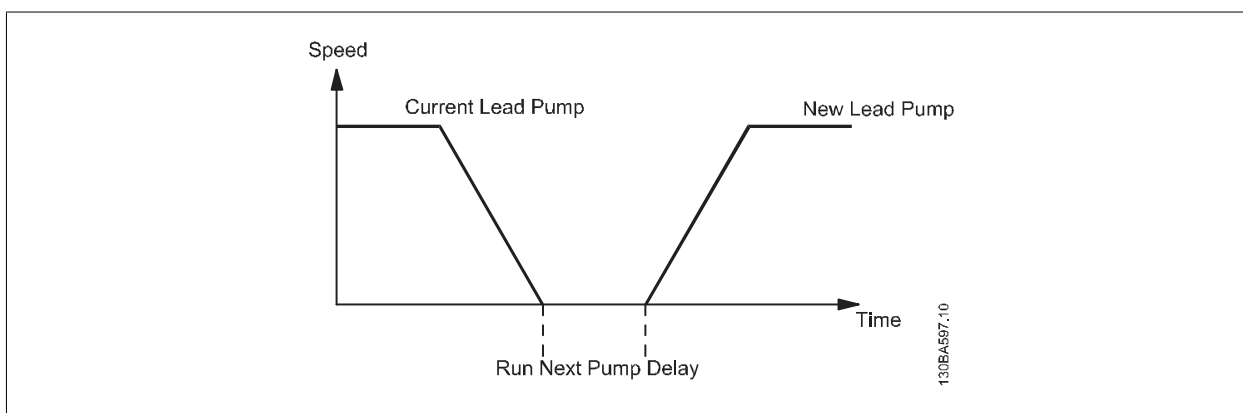 Speed
Current Lead Pump
New Lead Pump
Time
Run Next Pump Delay
130BA597.10